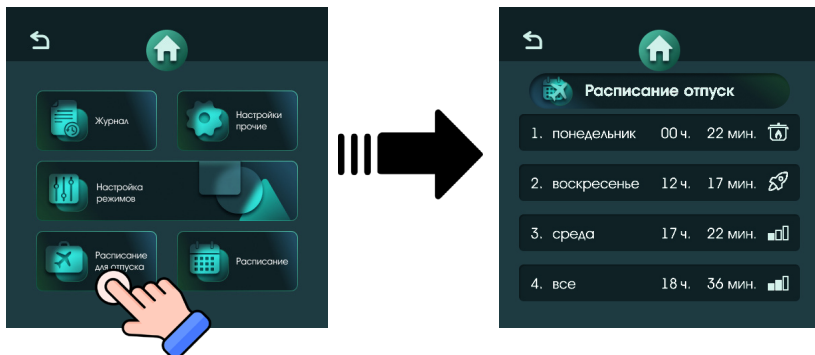 Журнал
Настройки
прочие
Настройка
режимов
Расписание
для отпуска
Расписание
Расписание отпуск
1. понедельник 00 ч. 22 мин.
2. воскресенье 12 ч. 17 мин.
3. среда 17 ч. 22 мин.
4. все 18 ч. 36 мин.